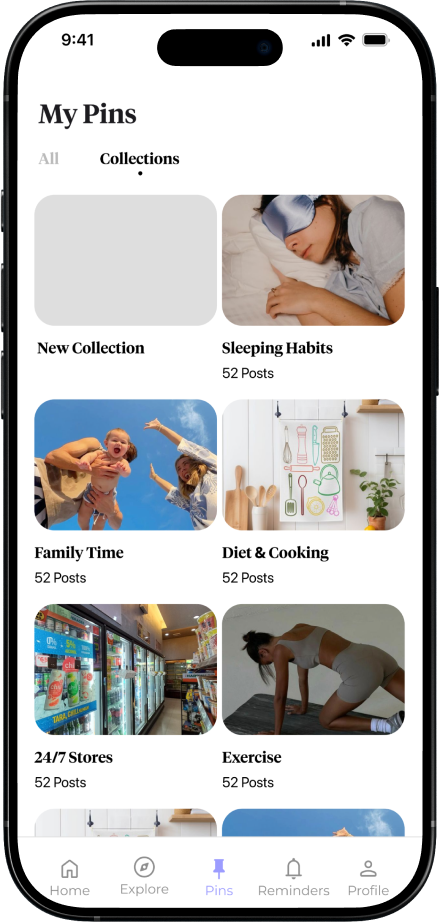 9:41
My Pins
All Collections
New Collection Sleeping Habits
52 Posts
Family Time Diet & Cooking
52 Posts 52 Posts
24/7 Stores Exercise
52 Posts 52 Posts
Home Explore Pins Reminders Profile